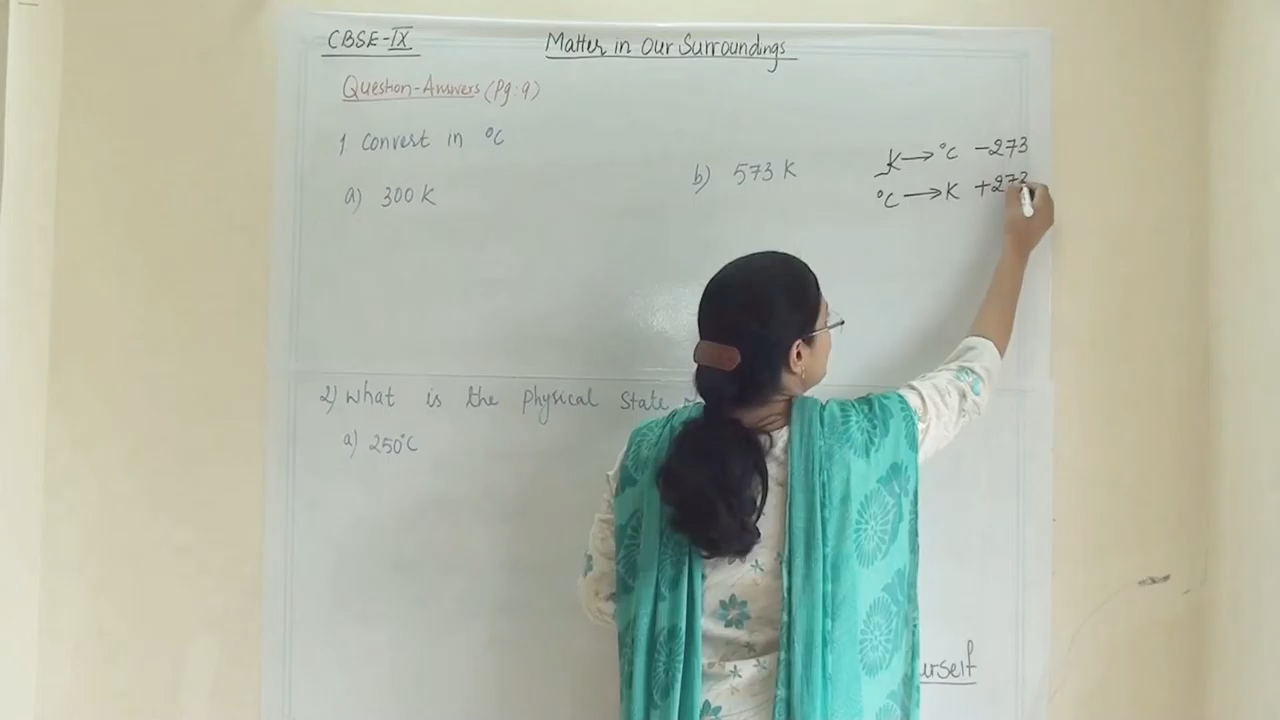 CBSE-IX
Matter in Our Surroundings
Question-Answers (Pg:9)
1 Convert in °C
a) 300 K
b) 573 K
K → °C -273
°C → K +273
2) What is the physical state
a) 250°C
urself